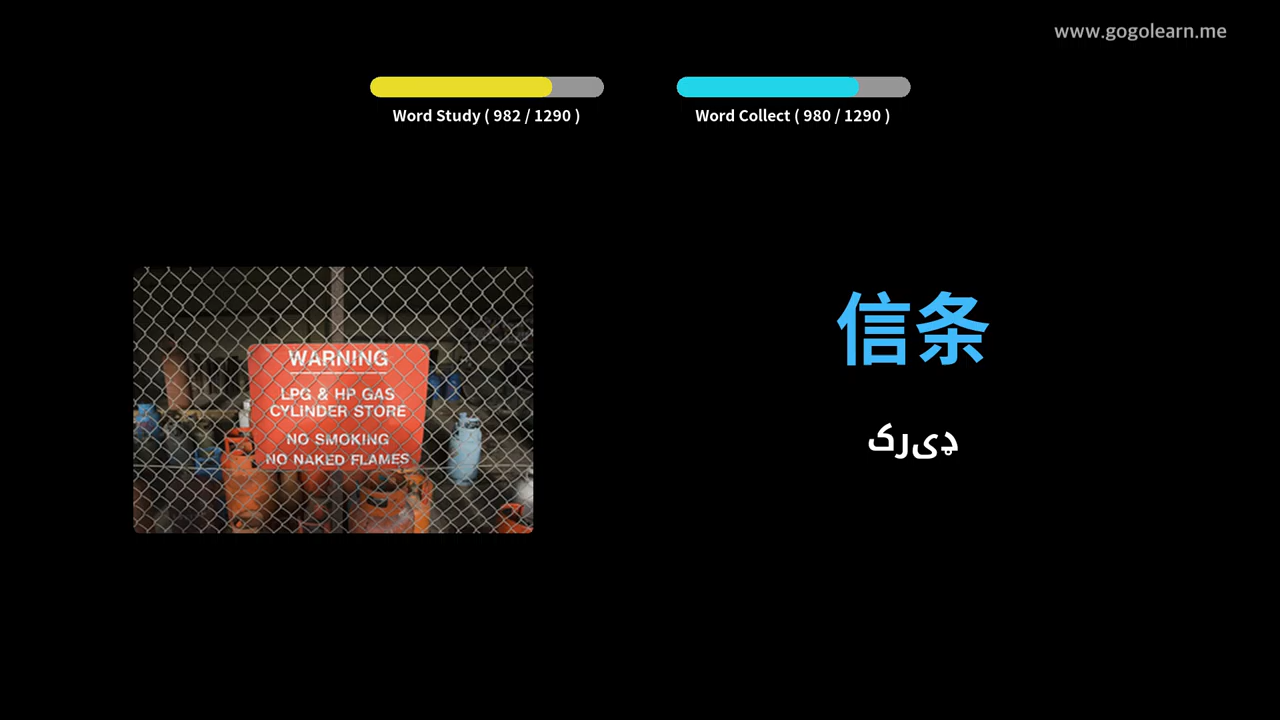 www.gogolearn.me
Word Study ( 982 / 1290 )
Word Collect ( 980 / 1290 )
WARNING
LPG & HP GAS
CYLINDER STORE
NO SMOKING
NO NAKED FLAMES
信条
ډیرک